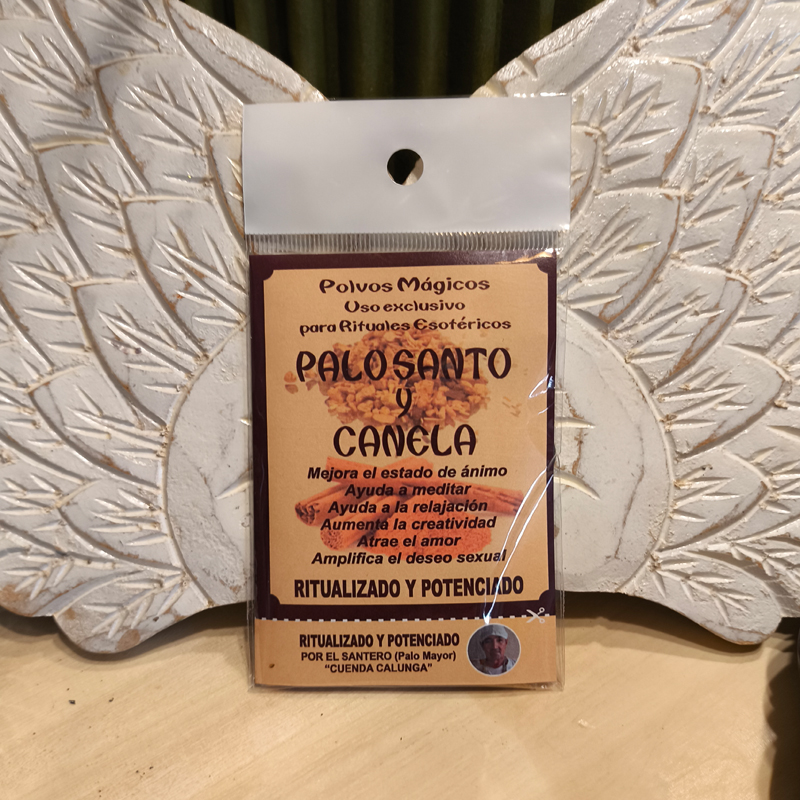 Polvos Mágicos
Uso exclusivo
para Rituales Esotéricos
PALO SANTO
y
CANELA
Mejora el estado de ánimo
Ayuda a meditar
Ayuda a la relajación
Aumenta la creatividad
Atrae el amor
Amplifica el deseo sexual
RITUALIZADO Y POTENCIADO
RITUALIZADO Y POTENCIADO
POR EL SANTERO (Palo Mayor)
“CUENDA CALUNGA”